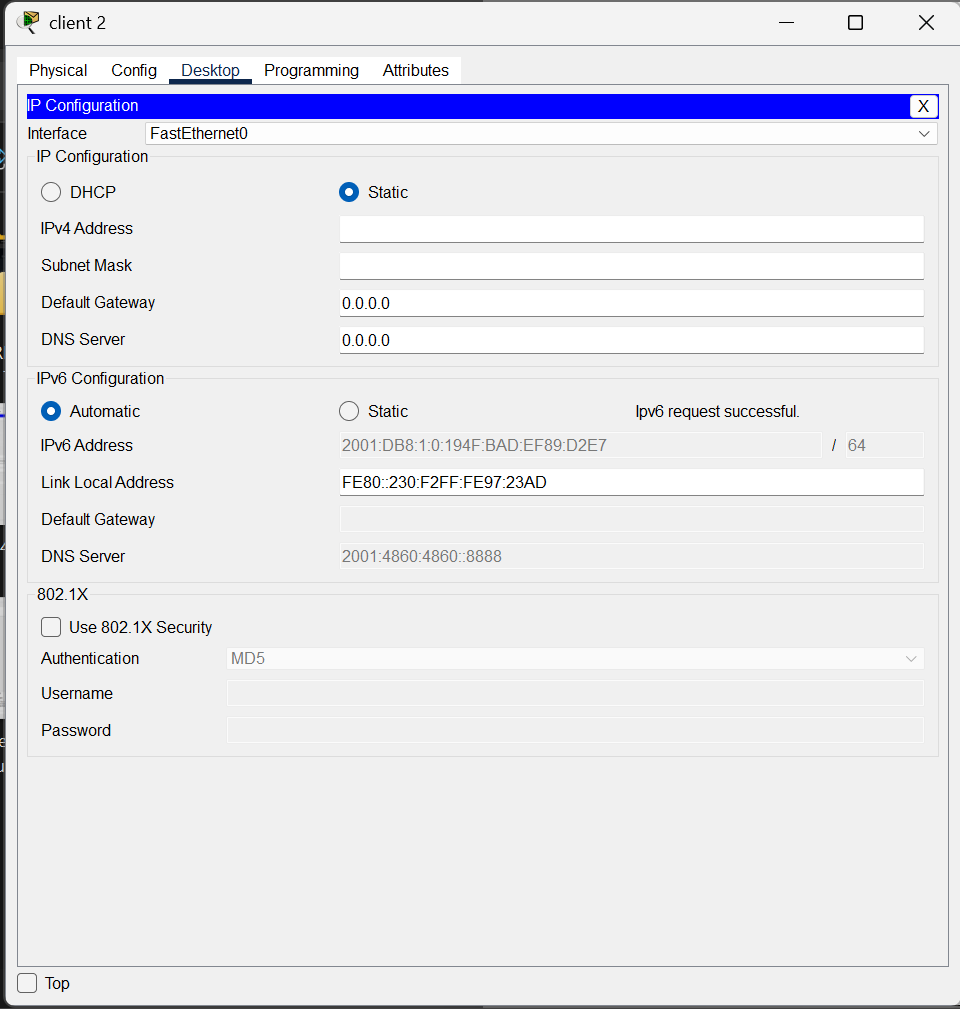 client 2
Physical Config Desktop Programming Attributes
IP Configuration X
Interface FastEthernet0
IP Configuration
DHCP Static
IPv4 Address
Subnet Mask
Default Gateway 0.0.0.0
DNS Server 0.0.0.0
IPv6 Configuration
Automatic Static Ipv6 request successful.
IPv6 Address 2001:DB8:1:0:194F:BAD:EF89:D2E7 / 64
Link Local Address FE80::230:F2FF:FE97:23AD
Default Gateway
DNS Server 2001:4860:4860::8888
802.1X
Use 802.1X Security
Authentication MD5
Username
Password
Top